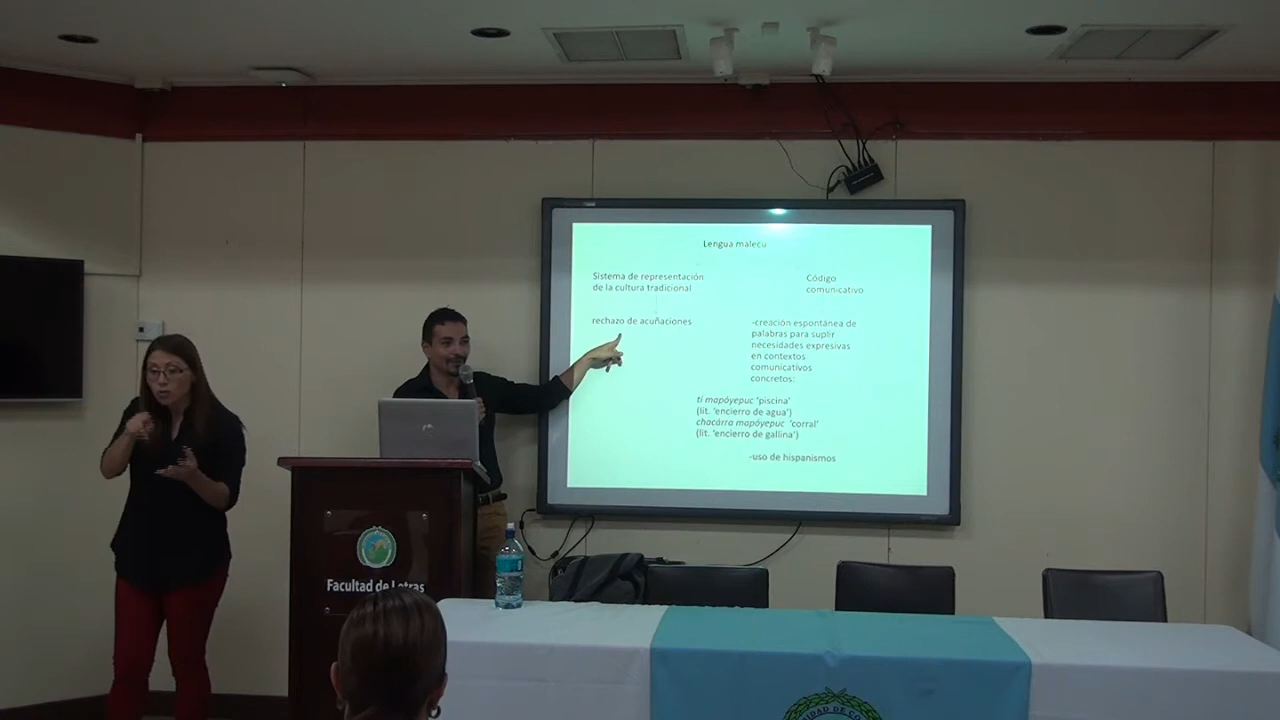 Lengua malecu
Sistema de representación
de la cultura tradicional
Código
comunicativo
rechazo de acuñaciones
-creación espontánea de
palabras para suplir
necesidades expresivas
en contextos
comunicativos
concretos:
tí mapóyepuc 'piscina'
(lit. 'encierro de agua')
chacárra mapóyepuc 'corral'
(lit. 'encierro de gallina')
-uso de hispanismos
Facultad de Letras